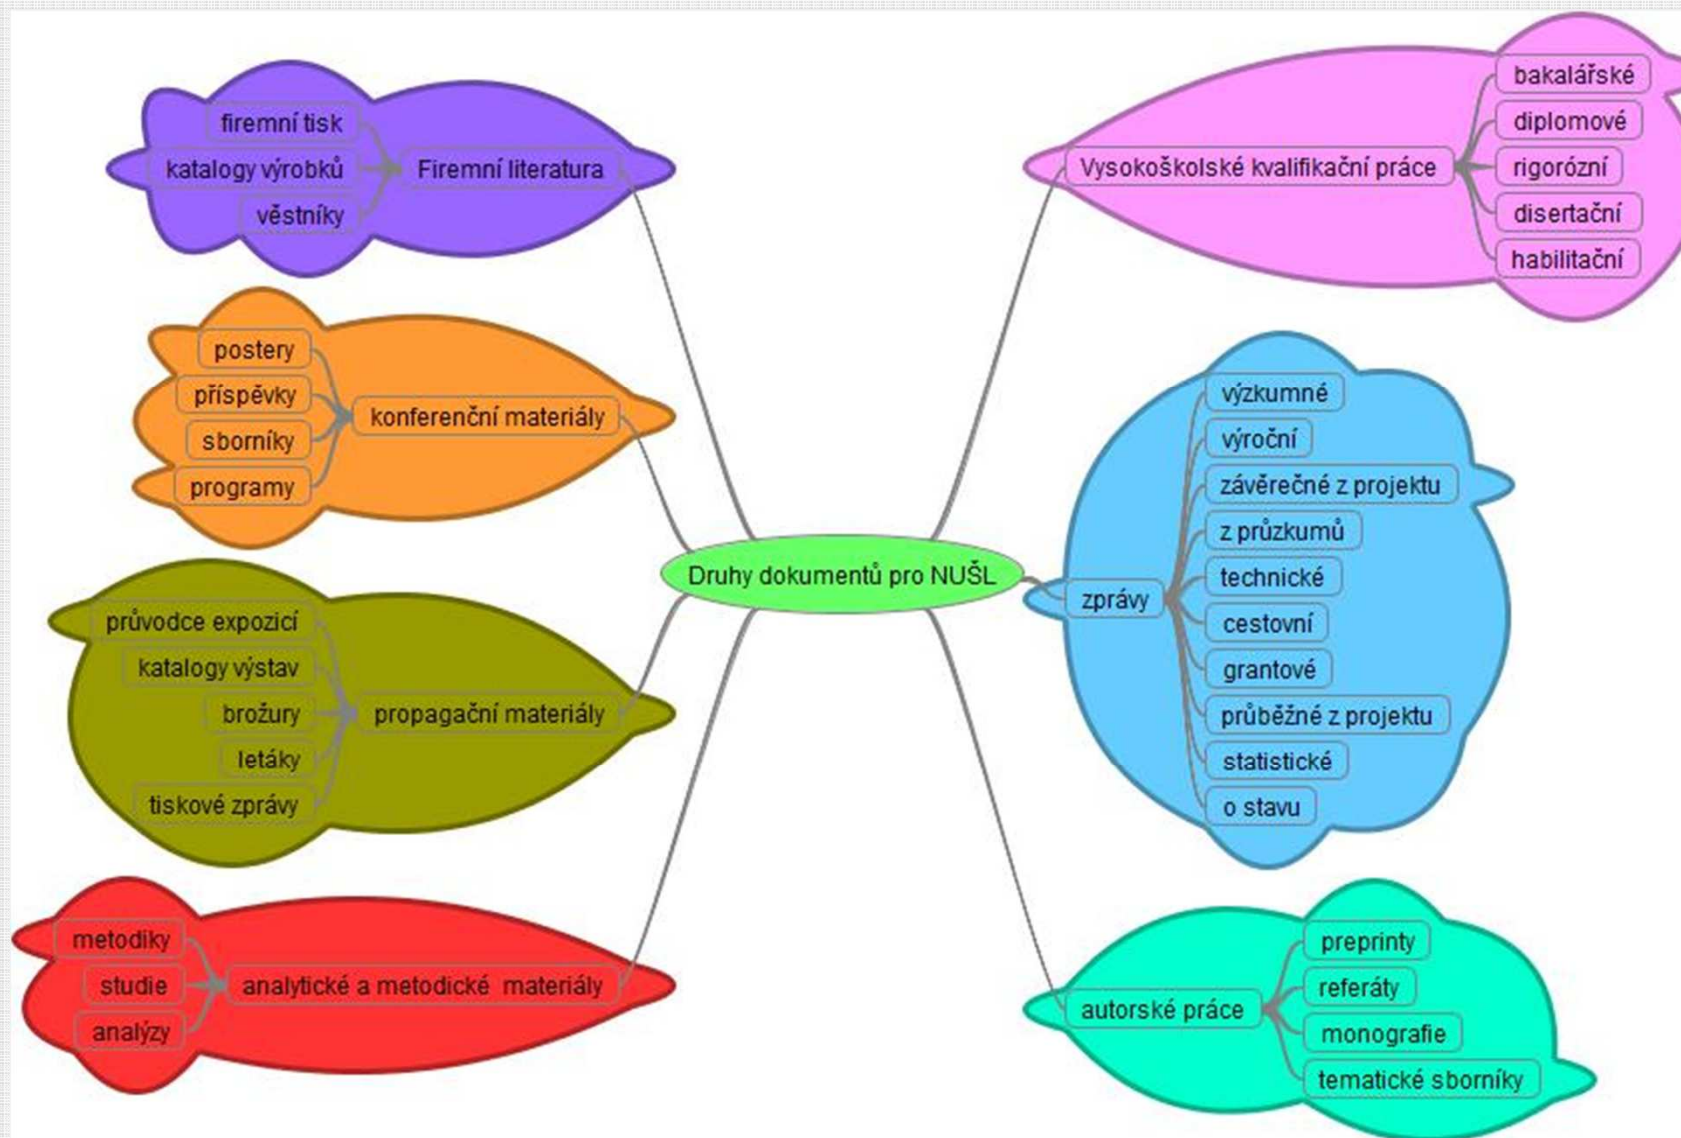 Druhy dokumentů pro NUŠL
Firemní literatura
firemní tisk
katalogy výrobků
věstníky
konferenční materiály
postery
příspěvky
sborníky
programy
propagační materiály
průvodce expozicí
katalogy výstav
brožury
letáky
tiskové zprávy
analytické a metodické materiály
metodiky
studie
analýzy
Vysokoškolské kvalifikační práce
bakalářské
diplomové
rigorózní
disertační
habilitační
zprávy
výzkumné
výroční
závěrečné z projektu
z průzkumů
technické
cestovní
grantové
průběžné z projektu
statistické
o stavu
autorské práce
preprinty
referáty
monografie
tematické sborníky